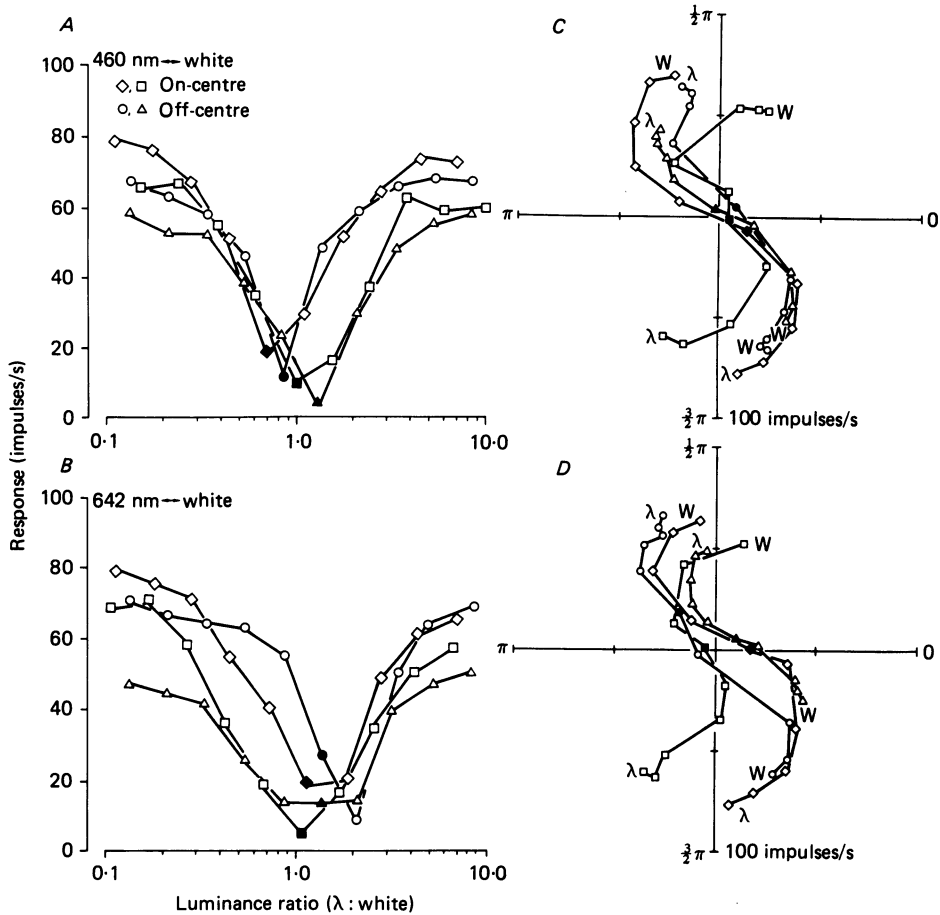 A
460 nm↔white
◇, □ On-centre
○, △ Off-centre
100
80
60
40
20
0
0·1
1·0
10·0
B
642 nm↔white
100
80
60
40
20
0
0·1
1·0
10·0
Response (impulses/s)
Luminance ratio (λ : white)
C
½π
W
λ
λ
W
π
0
λ
W
W
λ
3/2 π
100 impulses/s
D
½π
λ
W
λ
W
π
0
W
λ
W
λ
3/2 π
100 impulses/s